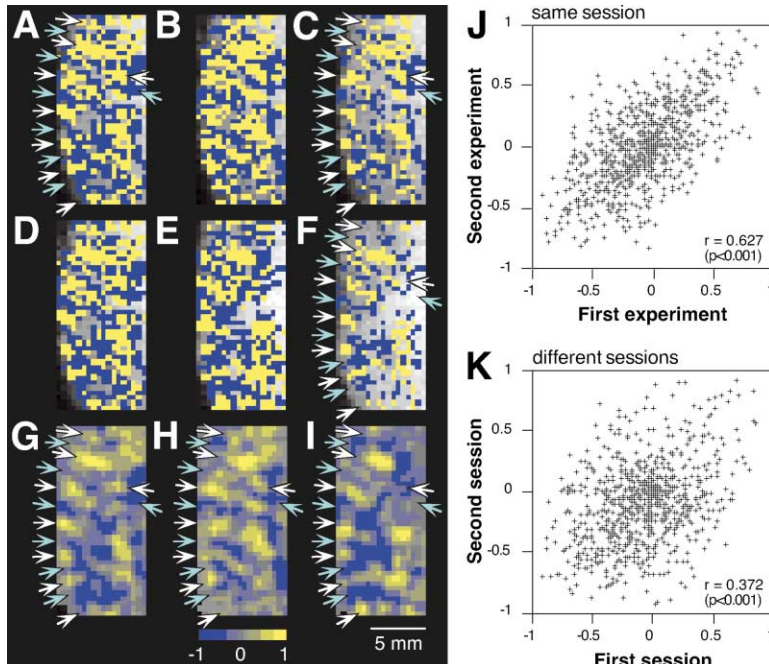 A B C
D E F
G H I
-1 0 1
5 mm
J same session
1
0.5
0
-0.5
-1
-1 -0.5 0 0.5 1
Second experiment
First experiment
r = 0.627
(p<0.001)
K different sessions
1
0.5
0
-0.5
-1
-1 -0.5 0 0.5 1
Second session
First session
r = 0.372
(p<0.001)